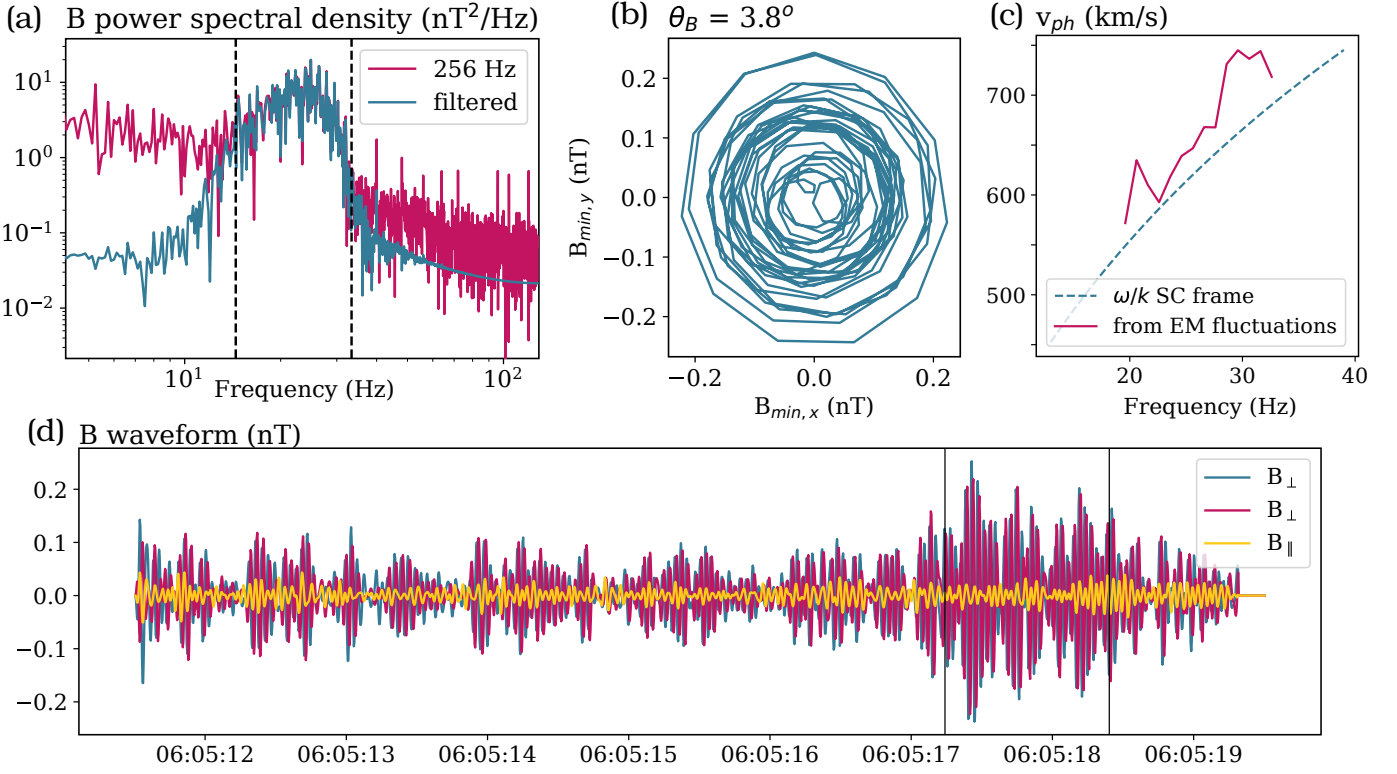 (a) B power spectral density (nT²/Hz)
256 Hz
filtered
10¹
10⁰
10⁻¹
10⁻²
10¹
10²
Frequency (Hz)
(b) θ_B = 3.8°
B_min,y (nT)
0.2
0.1
0.0
−0.1
−0.2
−0.2
0.0
0.2
B_min,x (nT)
(c) v_ph (km/s)
700
600
500
ω/k SC frame
from EM fluctuations
20
30
40
Frequency (Hz)
(d) B waveform (nT)
B_⊥
B_⊥
B_∥
0.2
0.1
0.0
−0.1
−0.2
06:05:12
06:05:13
06:05:14
06:05:15
06:05:16
06:05:17
06:05:18
06:05:19